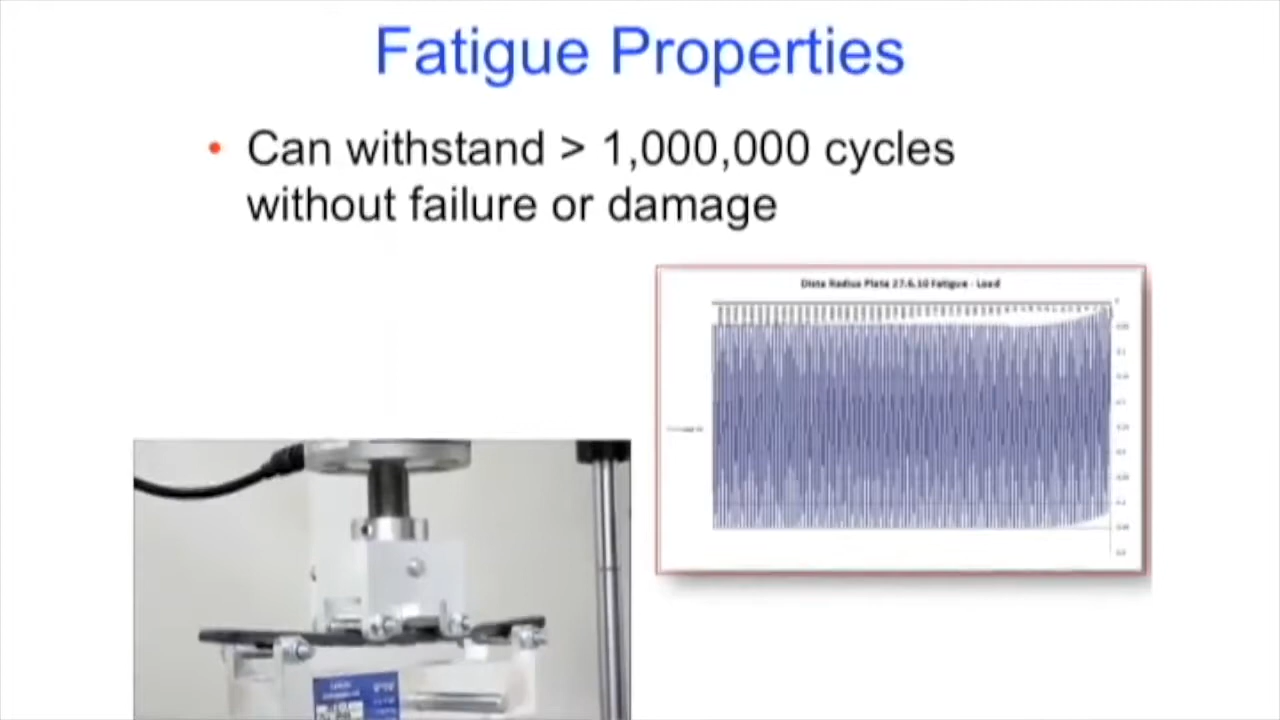 Fatigue Properties
• Can withstand > 1,000,000 cycles
without failure or damage
Dista Radius Plate 27.6.10 Fatigue - Load